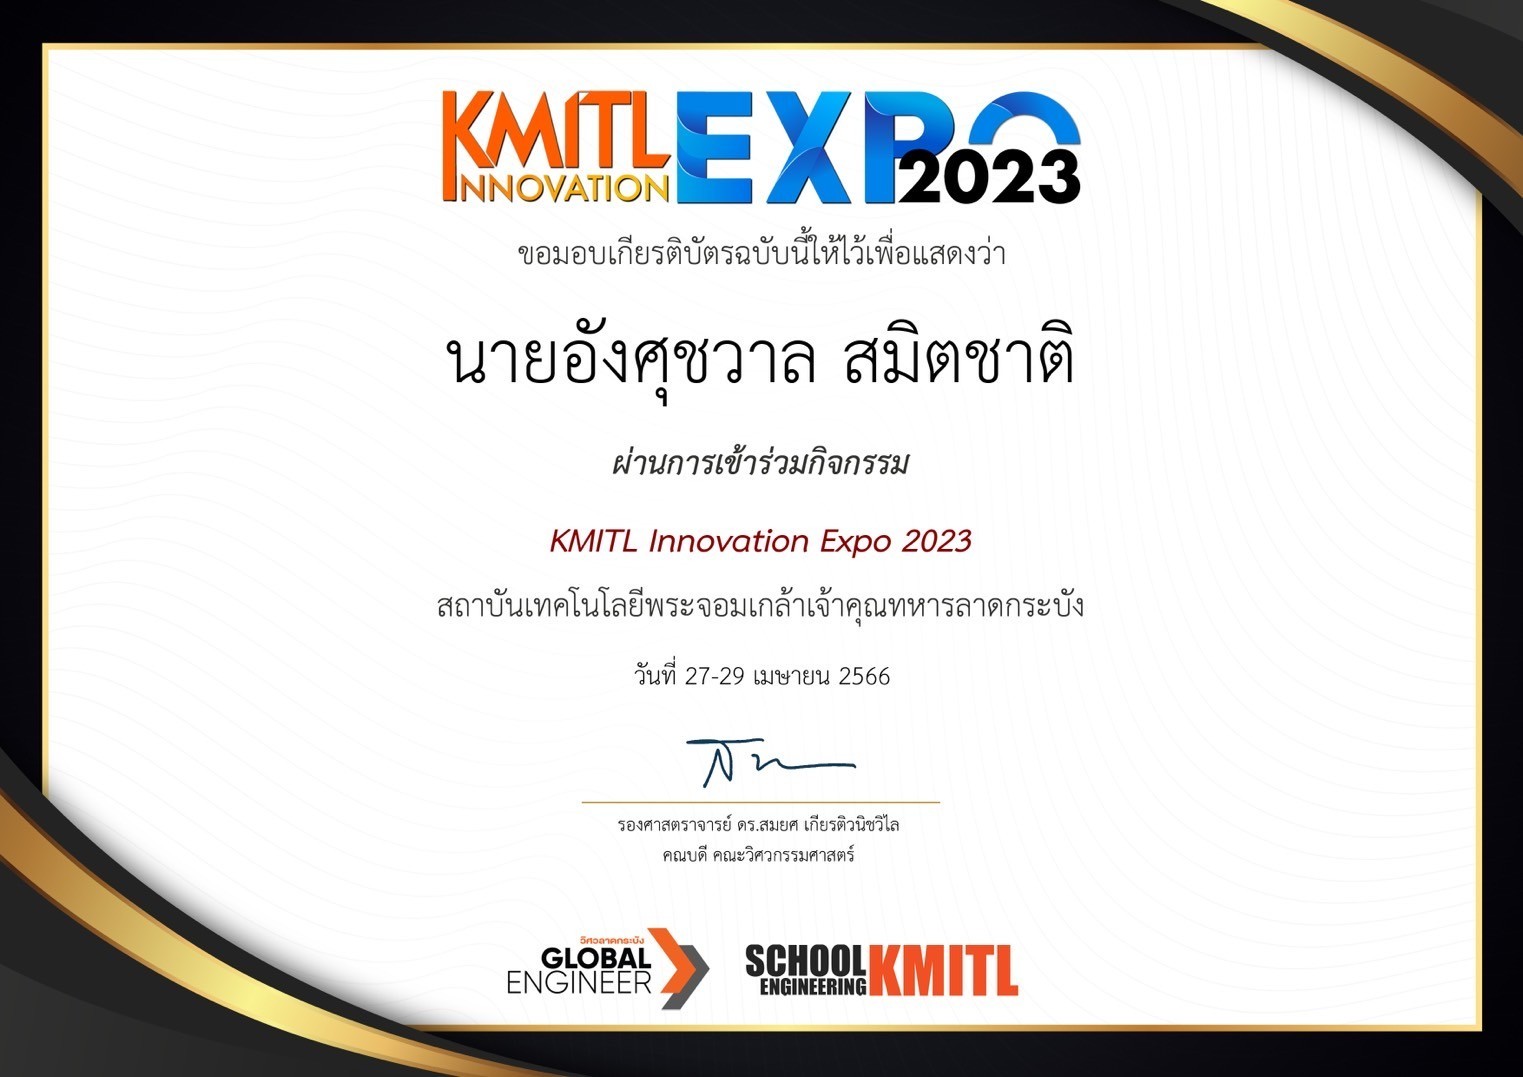 KMITL INNOVATION EXPO 2023
ขอมอบเกียรติบัตรฉบับนี้ให้ไว้เพื่อแสดงว่า
นายอังศุชวาล สมิตชาติ
ผ่านการเข้าร่วมกิจกรรม
KMITL Innovation Expo 2023
สถาบันเทคโนโลยีพระจอมเกล้าเจ้าคุณทหารลาดกระบัง
วันที่ 27-29 เมษายน 2566
รองศาสตราจารย์ ดร.สมยศ เกียรติวนิชวิไล
คณบดี คณะวิศวกรรมศาสตร์
วิศวลาดกระบัง
GLOBAL
ENGINEER
SCHOOL
ENGINEERING
KMITL